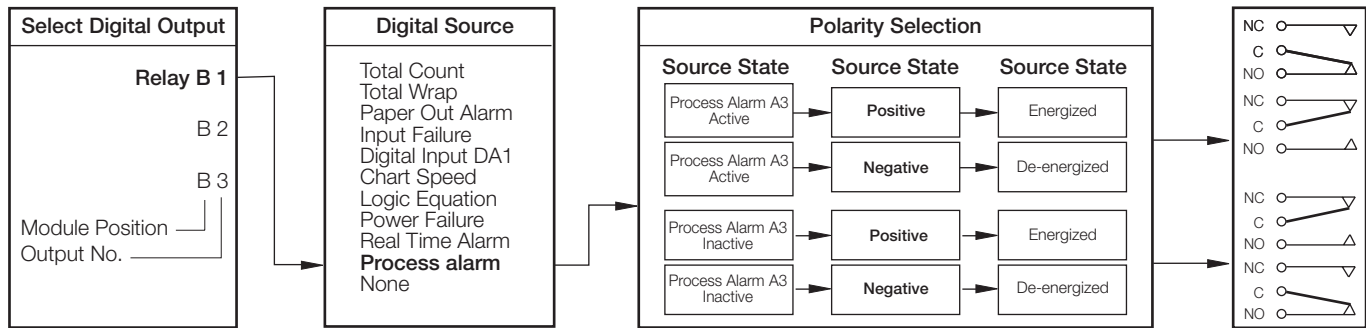 Select Digital Output
Relay B 1
B 2
B 3
Module Position
Output No.
Digital Source
Total Count
Total Wrap
Paper Out Alarm
Input Failure
Digital Input DA1
Chart Speed
Logic Equation
Power Failure
Real Time Alarm
Process alarm
None
Polarity Selection
Source State Source State Source State
Process Alarm A3
Active
Positive
Energized
Process Alarm A3
Active
Negative
De-energized
Process Alarm A3
Inactive
Positive
Energized
Process Alarm A3
Inactive
Negative
De-energized
NC
C
NO
NC
C
NO
NC
C
NO
NC
C
NO